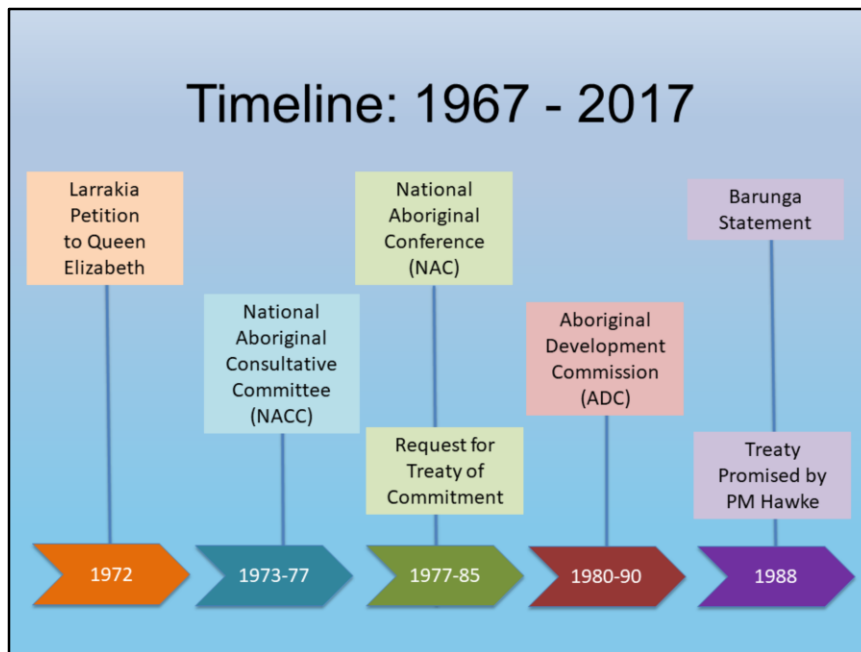 Timeline: 1967 - 2017
Larrakia
Petition
to Queen
Elizabeth
National
Aboriginal
Consultative
Committee
(NACC)
National
Aboriginal
Conference
(NAC)
Request for
Treaty of
Commitment
Aboriginal
Development
Commission
(ADC)
Barunga
Statement
Treaty
Promised by
PM Hawke
1972
1973-77
1977-85
1980-90
1988